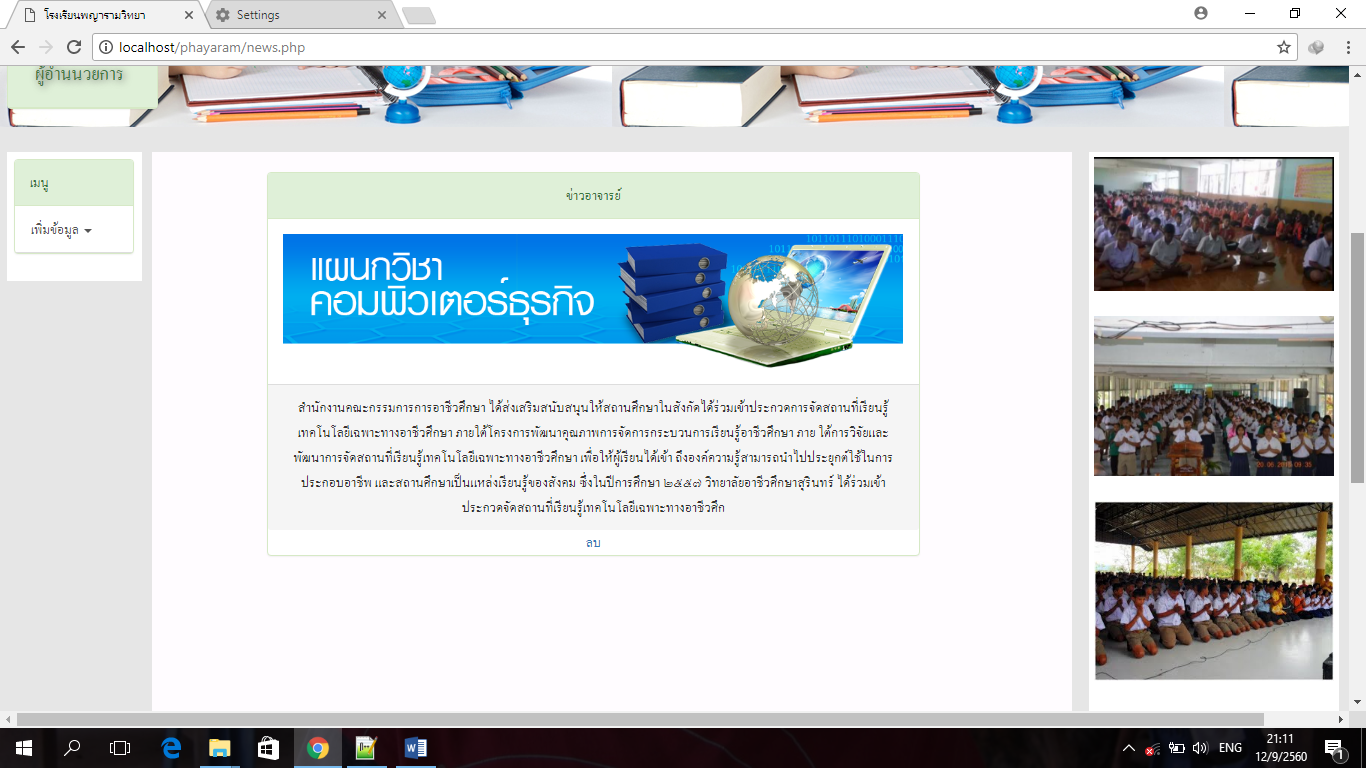 โรงเรียนพญารามวิทยา
Settings
localhost/phayaram/news.php
ผู้อำนวยการ
เมนู
เพิ่มข้อมูล
ข่าวอาจารย์
แผนกวิชา
คอมพิวเตอร์ธุรกิจ
สำนักงานคณะกรรมการการอาชีวศึกษา ได้ส่งเสริมสนับสนุนให้สถานศึกษาในสังกัดได้ร่วมเข้าประกวดการจัดสถานที่เรียนรู้
เทคโนโลยีเฉพาะทางอาชีวศึกษา ภายใต้โครงการพัฒนาคุณภาพการจัดการกระบวนการเรียนรู้อาชีวศึกษา ภาย ใต้การวิจัยและ
พัฒนาการจัดสถานที่เรียนรู้เทคโนโลยีเฉพาะทางอาชีวศึกษา เพื่อให้ผู้เรียนได้เข้า ถึงองค์ความรู้สามารถนำไปประยุกต์ใช้ในการ
ประกอบอาชีพ และสถานศึกษาเป็นแหล่งเรียนรู้ของสังคม ซึ่งในปีการศึกษา ๒๕๕๗ วิทยาลัยอาชีวศึกษาสุรินทร์ ได้ร่วมเข้า
ประกวดจัดสถานที่เรียนรู้เทคโนโลยีเฉพาะทางอาชีวศึก
ลบ
ENG
21:11
12/9/2560